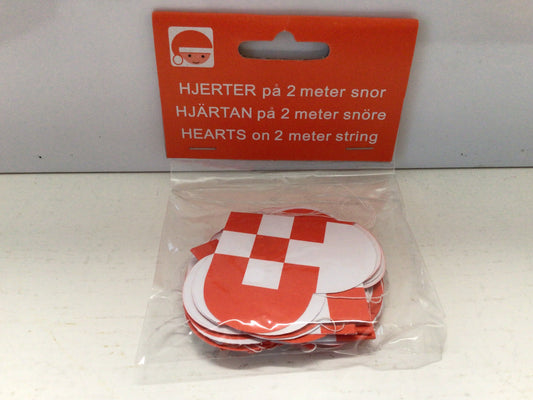 HJERTER på 2 meter snor
HJÄRTAN på 2 meter snöre
HEARTS on 2 meter string